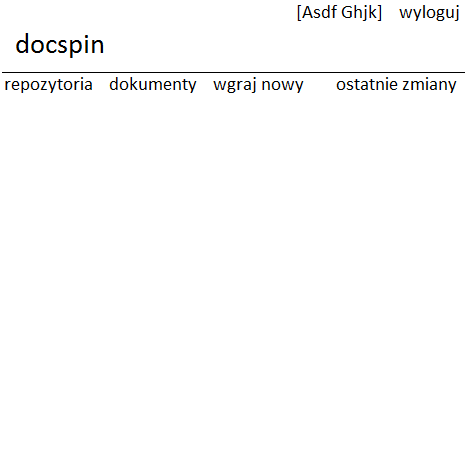 [Asdf Ghjk] wyloguj
docspin
repozytoria dokumenty wgraj nowy ostatnie zmiany